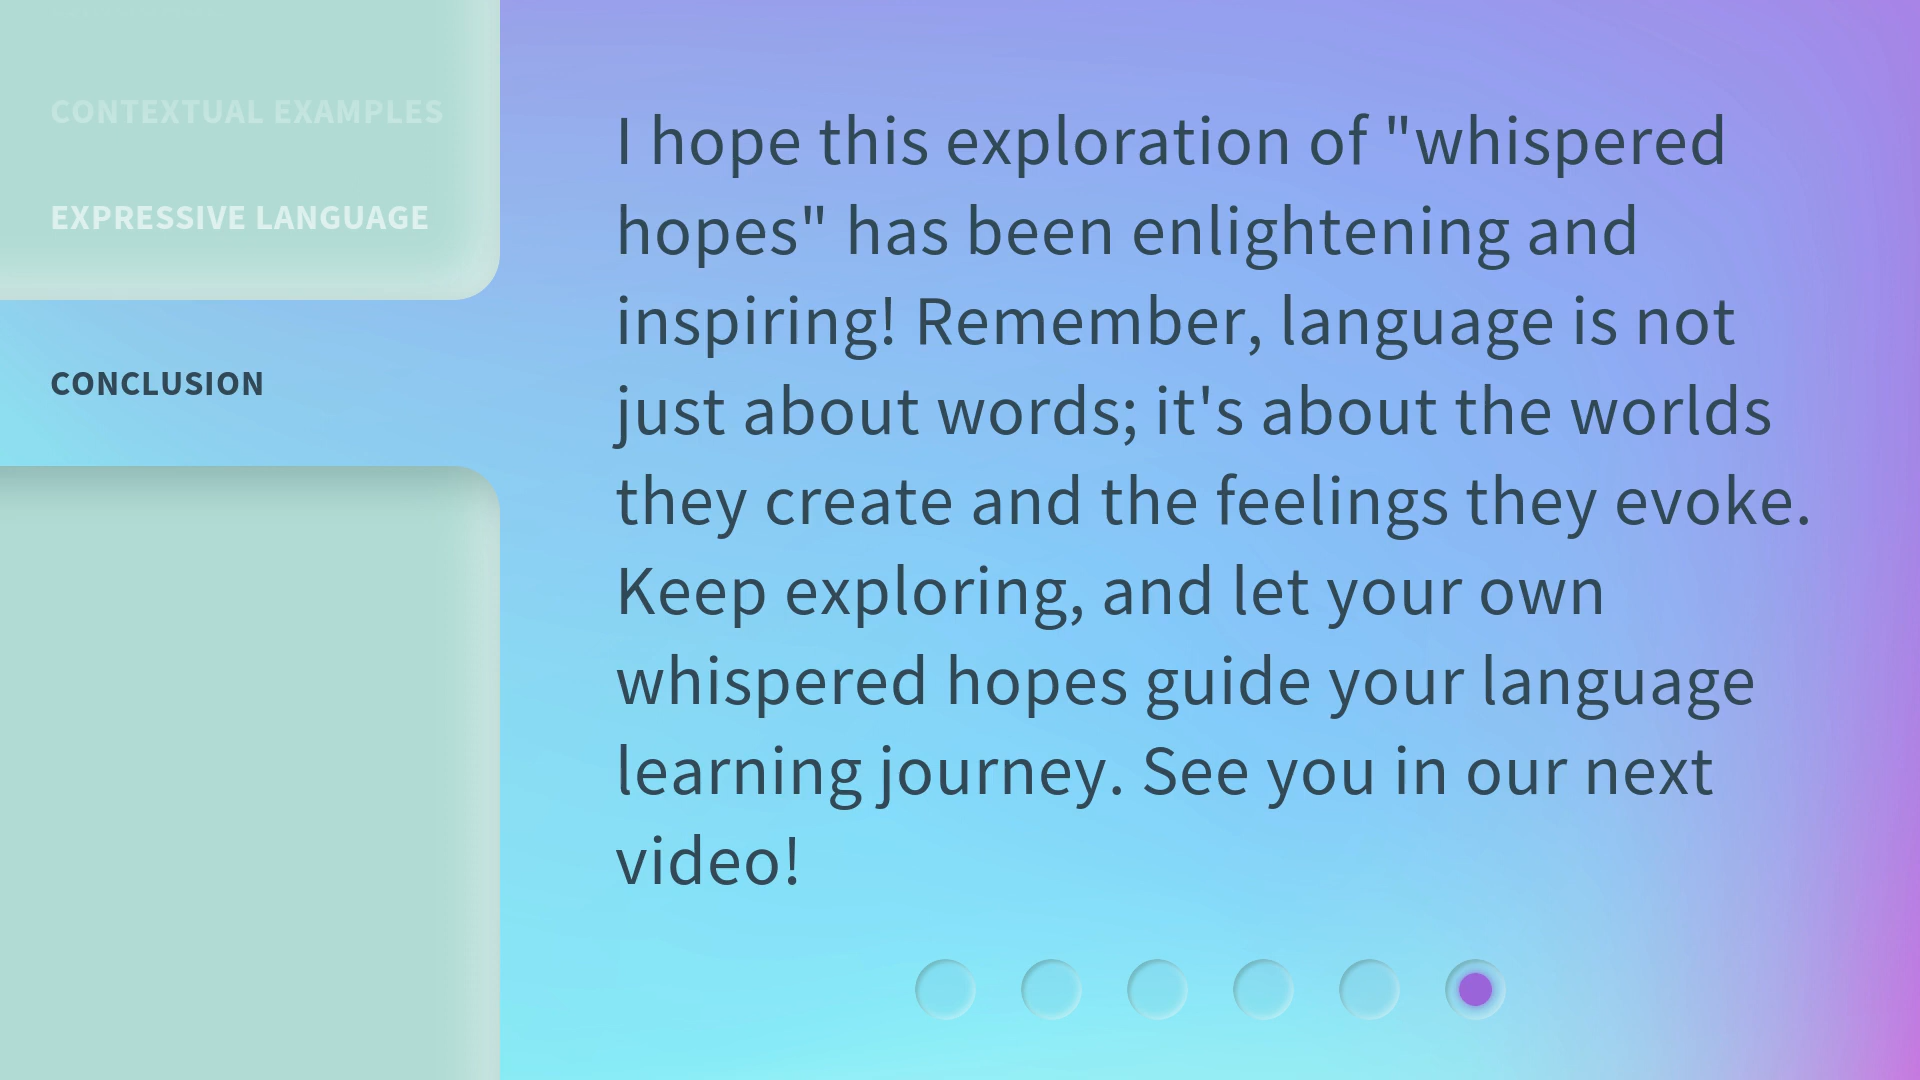 CONTEXTUAL EXAMPLES
EXPRESSIVE LANGUAGE
CONCLUSION
I hope this exploration of "whispered
hopes" has been enlightening and
inspiring! Remember, language is not
just about words; it's about the worlds
they create and the feelings they evoke.
Keep exploring, and let your own
whispered hopes guide your language
learning journey. See you in our next
video!